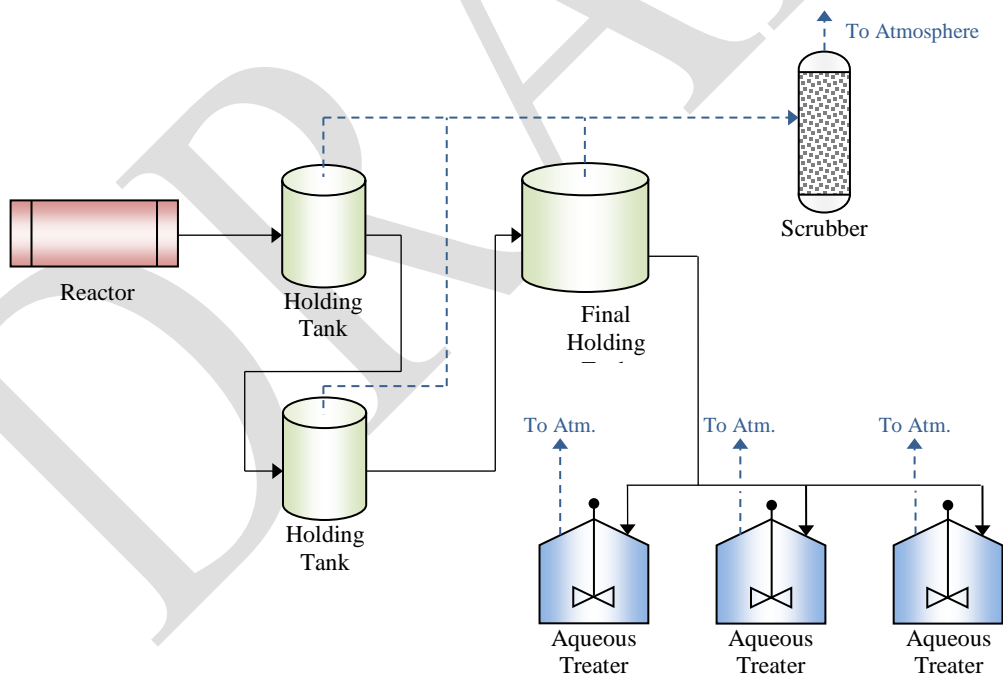 To Atmosphere
Scrubber
Reactor
Holding
Tank
Final
Holding
Holding
Tank
To Atm.
To Atm.
To Atm.
Aqueous
Treater
Aqueous
Treater
Aqueous
Treater
DRA